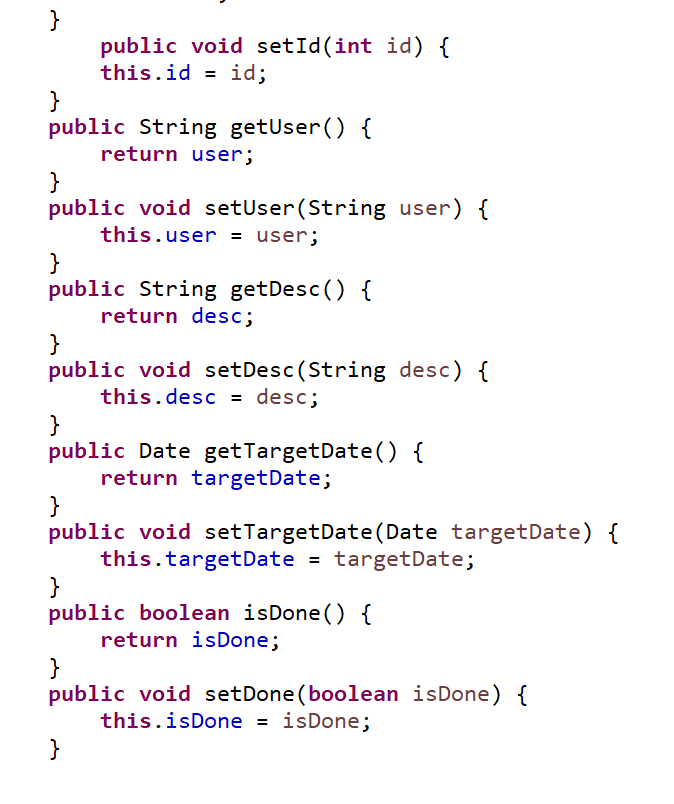 }
    public void setId(int id) {
    this.id = id;
}
public String getUser() {
    return user;
}
public void setUser(String user) {
    this.user = user;
}
public String getDesc() {
    return desc;
}
public void setDesc(String desc) {
    this.desc = desc;
}
public Date getTargetDate() {
    return targetDate;
}
public void setTargetDate(Date targetDate) {
    this.targetDate = targetDate;
}
public boolean isDone() {
    return isDone;
}
public void setDone(boolean isDone) {
    this.isDone = isDone;
}